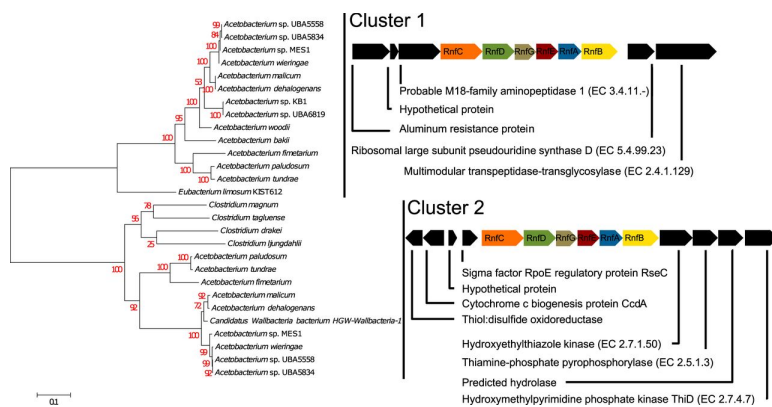 Cluster 1
RnfC RnfD RnfG RnfE RnfA RnfB
Probable M18-family aminopeptidase 1 (EC 3.4.11.-)
Hypothetical protein
Aluminum resistance protein
Ribosomal large subunit pseudouridine synthase D (EC 5.4.99.23)
Multimodular transpeptidase-transglycosylase (EC 2.4.1.129)
Cluster 2
RnfC RnfD RnfG RnfE RnfA RnfB
Sigma factor RpoE regulatory protein RseC
Hypothetical protein
Cytochrome c biogenesis protein CcdA
Thiol:disulfide oxidoreductase
Hydroxyethylthiazole kinase (EC 2.7.1.50)
Thiamine-phosphate pyrophosphorylase (EC 2.5.1.3)
Predicted hydrolase
Hydroxymethylpyrimidine phosphate kinase ThiD (EC 2.7.4.7)
99 Acetobacterium sp. UBA5558
84 Acetobacterium sp. UBA5834
100 Acetobacterium sp. MES1
Acetobacterium wieringae
100 Acetobacterium malicum
53 100 Acetobacterium dehalogenans
Acetobacterium sp. KB1
100 100 Acetobacterium sp. UBA6819
95 Acetobacterium woodii
100 Acetobacterium bakii
Acetobacterium fimetarium
100 Acetobacterium paludosum
100 Acetobacterium tundrae
Eubacterium limosum KIST612
78 Clostridium magnum
56 Clostridium tagluense
Clostridium drakei
25 Clostridium ljungdahlii
100 Acetobacterium paludosum
100 100 Acetobacterium tundrae
Acetobacterium fimetarium
92 92 Acetobacterium malicum
72 Acetobacterium dehalogenans
Candidatus Wallbacteria bacterium HGW-Wallbacteria-1
100 Acetobacterium sp. MES1
99 Acetobacterium wieringae
99 Acetobacterium sp. UBA5558
92 Acetobacterium sp. UBA5834
0.1